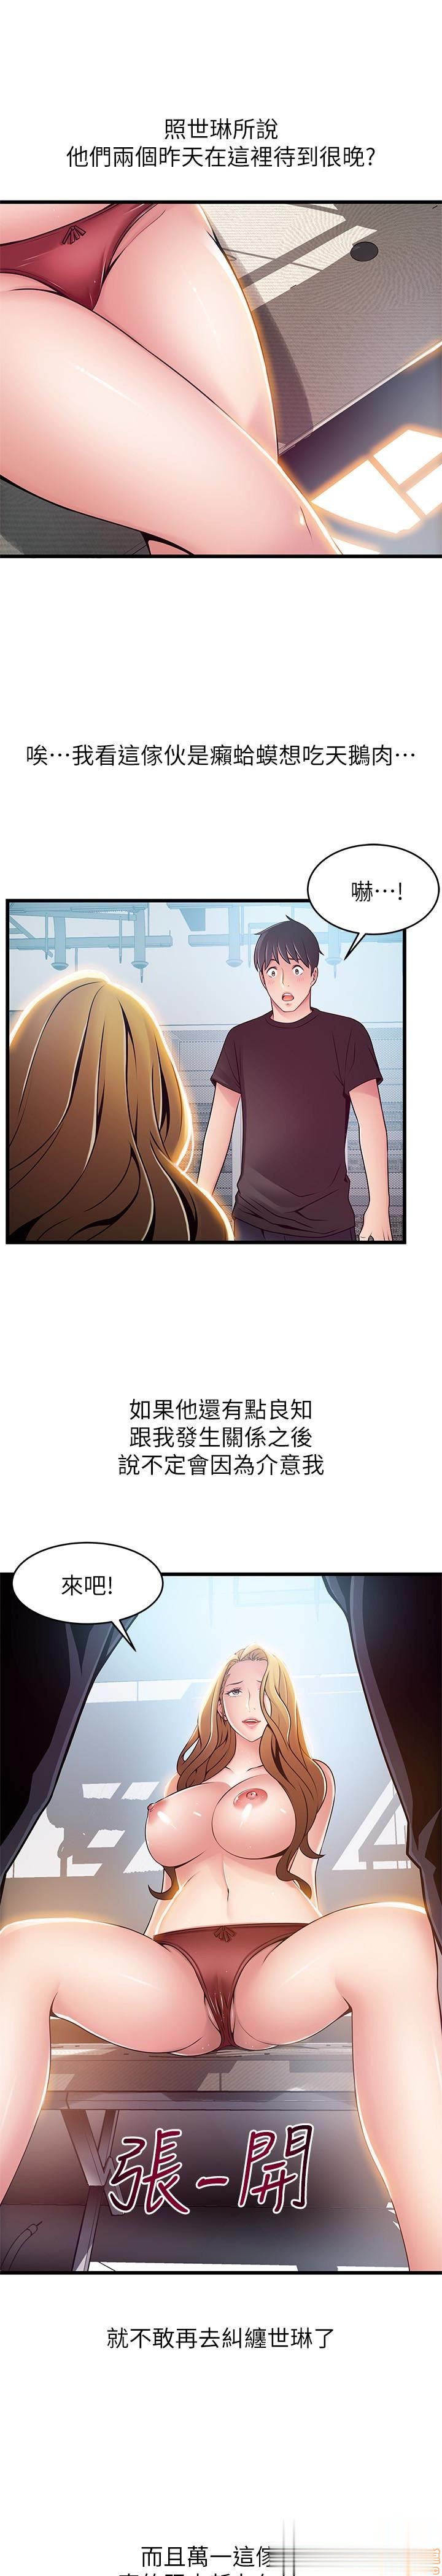 照世琳所說
他們兩個昨天在這裡待到很晚?
唉⋯我看這傢伙是癩蛤蟆想吃天鵝肉⋯
嚇⋯!
如果他還有點良知
跟我發生關係之後
說不定會因為介意我
來吧!
張-開
就不敢再去糾纏世琳了
而且萬一這傢